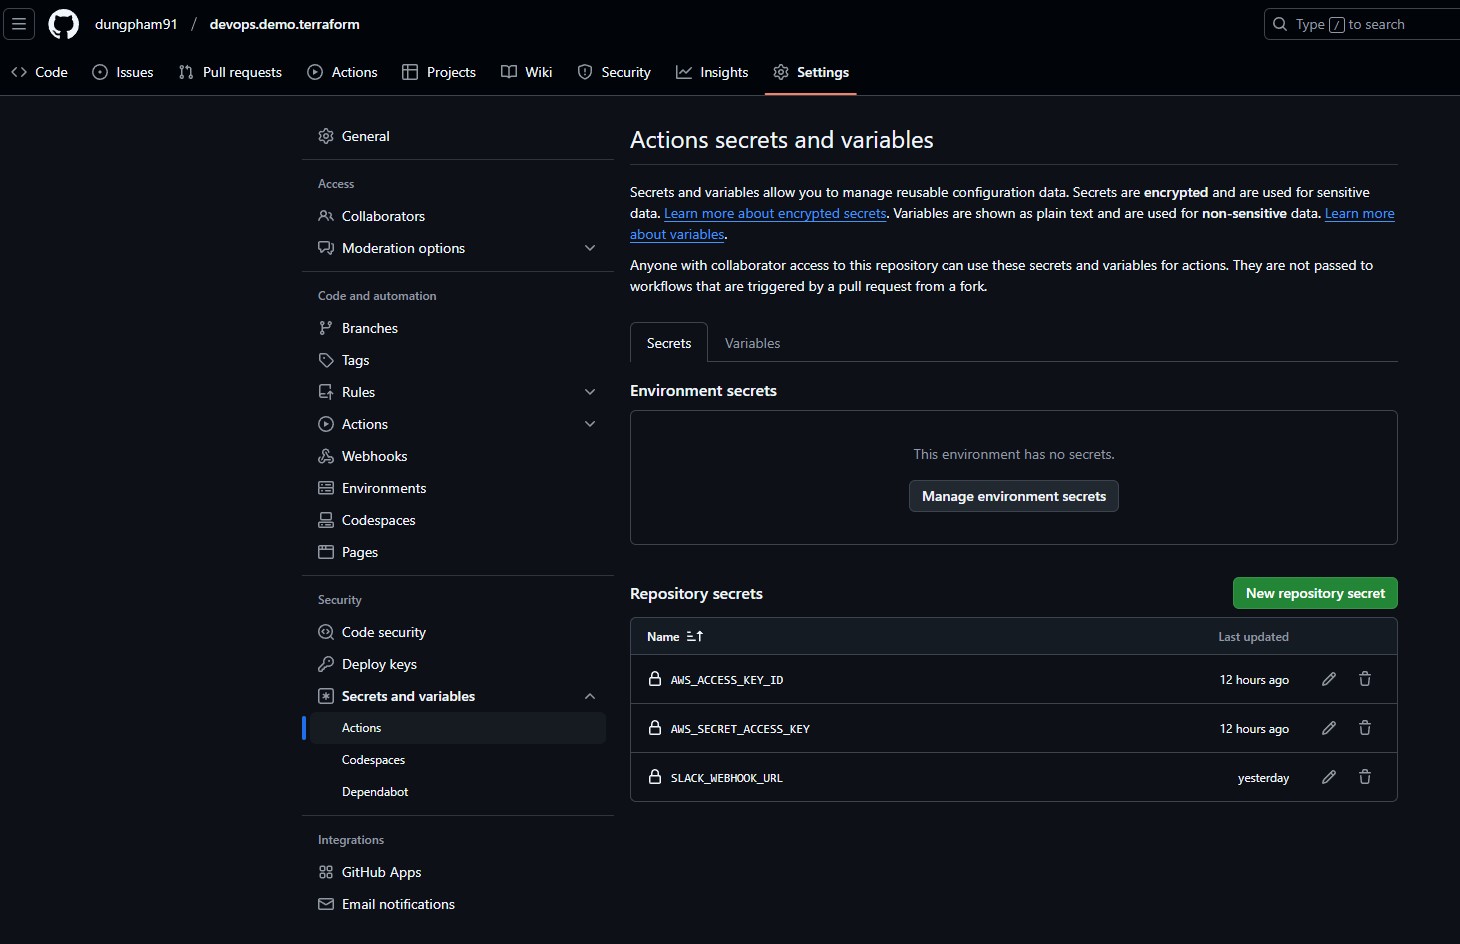 dungpham91 / devops.demo.terraform
Type / to search
Code Issues Pull requests Actions Projects Wiki Security Insights Settings
General
Access
Collaborators
Moderation options
Code and automation
Branches
Tags
Rules
Actions
Webhooks
Environments
Codespaces
Pages
Security
Code security
Deploy keys
Secrets and variables
Actions
Codespaces
Dependabot
Integrations
GitHub Apps
Email notifications
Actions secrets and variables
Secrets and variables allow you to manage reusable configuration data. Secrets are encrypted and are used for sensitive
data. Learn more about encrypted secrets. Variables are shown as plain text and are used for non-sensitive data. Learn more
about variables.
Anyone with collaborator access to this repository can use these secrets and variables for actions. They are not passed to
workflows that are triggered by a pull request from a fork.
Secrets Variables
Environment secrets
This environment has no secrets.
Manage environment secrets
Repository secrets New repository secret
Name Last updated
AWS_ACCESS_KEY_ID 12 hours ago
AWS_SECRET_ACCESS_KEY 12 hours ago
SLACK_WEBHOOK_URL yesterday